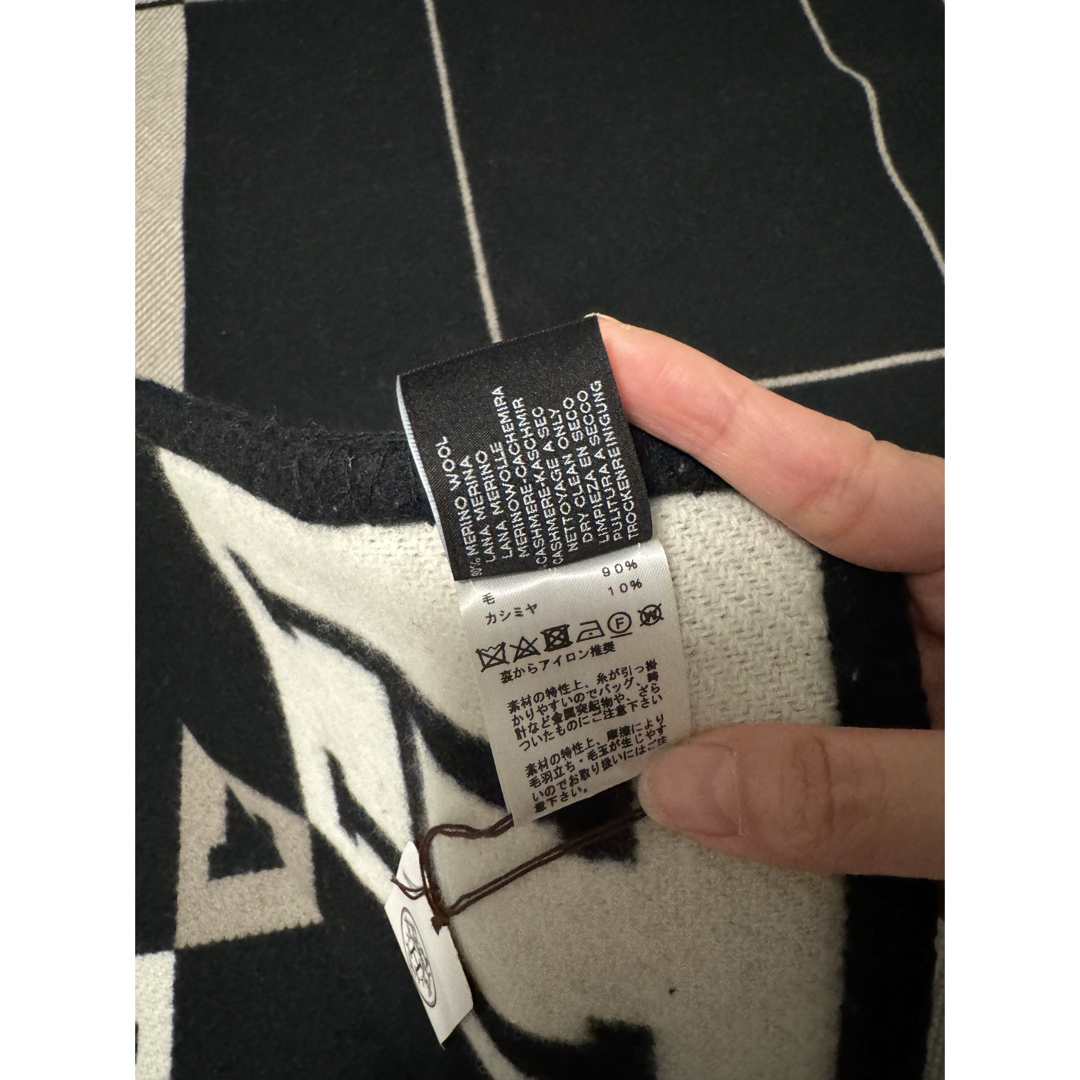 90% MERINO WOOL
LANA MERINA
LANA MERINO
MERINOWOLLE
CASHMERE-CACHEMIRA
CASHMERE-KASCHMIR
NETTOYAGE A SEC
DRY CLEAN ONLY
LIMPIEZA EN SECO
PULITURA A SECCO
TROCKENREINIGUNG
毛 90%
カシミヤ 10%
F
W
裏からアイロン推奨
素材の特性上、糸が引っ掛
かりやすいのでバッグ、時
計など金属突起物や、ざら
ついたものにご注意下さい
素材の特性上、摩擦により
毛羽立ち・毛玉が生じやす
いのでお取り扱いにはご注
意下さい。